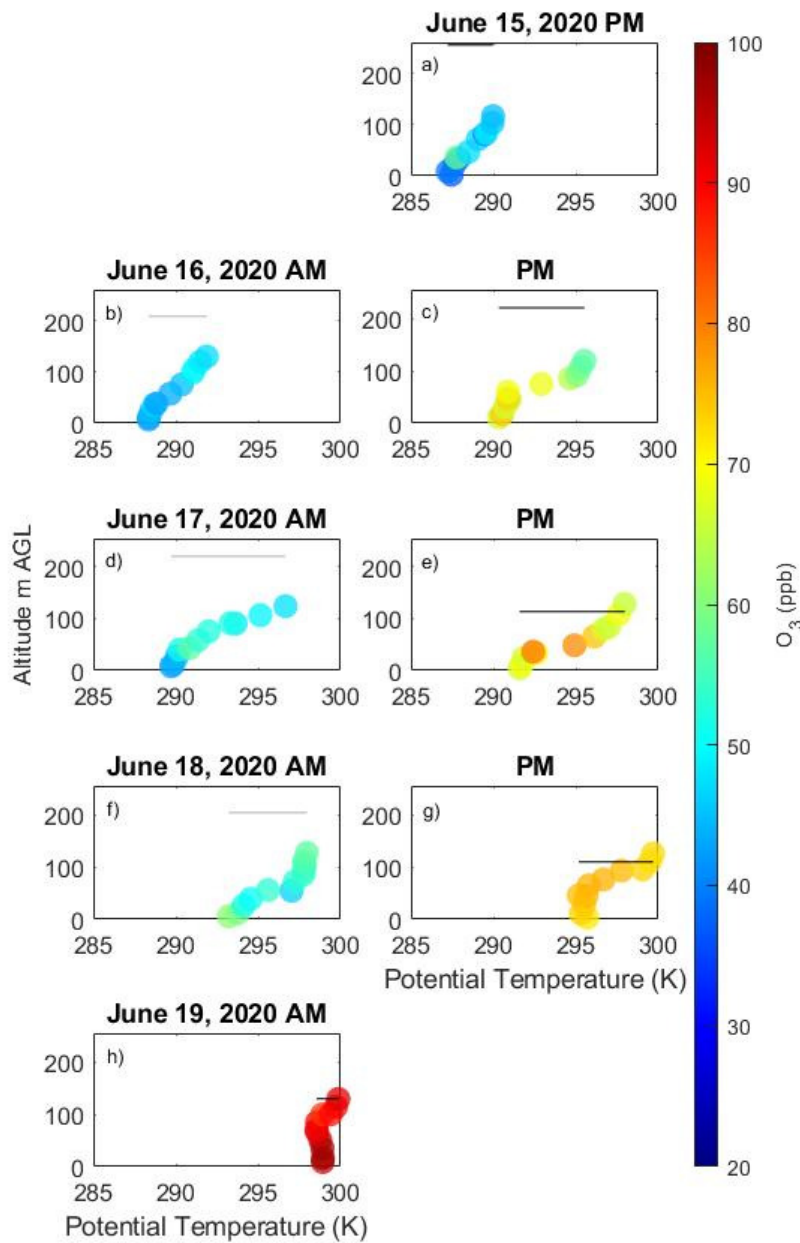 June 15, 2020 PM
a)
200
100
0
285 290 295 300
June 16, 2020 AM
b)
200
100
0
285 290 295 300
PM
c)
200
100
0
285 290 295 300
June 17, 2020 AM
d)
200
100
0
285 290 295 300
PM
e)
200
100
0
285 290 295 300
June 18, 2020 AM
f)
200
100
0
285 290 295 300
PM
g)
200
100
0
285 290 295 300
Potential Temperature (K)
June 19, 2020 AM
h)
200
100
0
285 290 295 300
Potential Temperature (K)
Altitude m AGL
100
90
80
70
60
50
40
30
20
O3 (ppb)